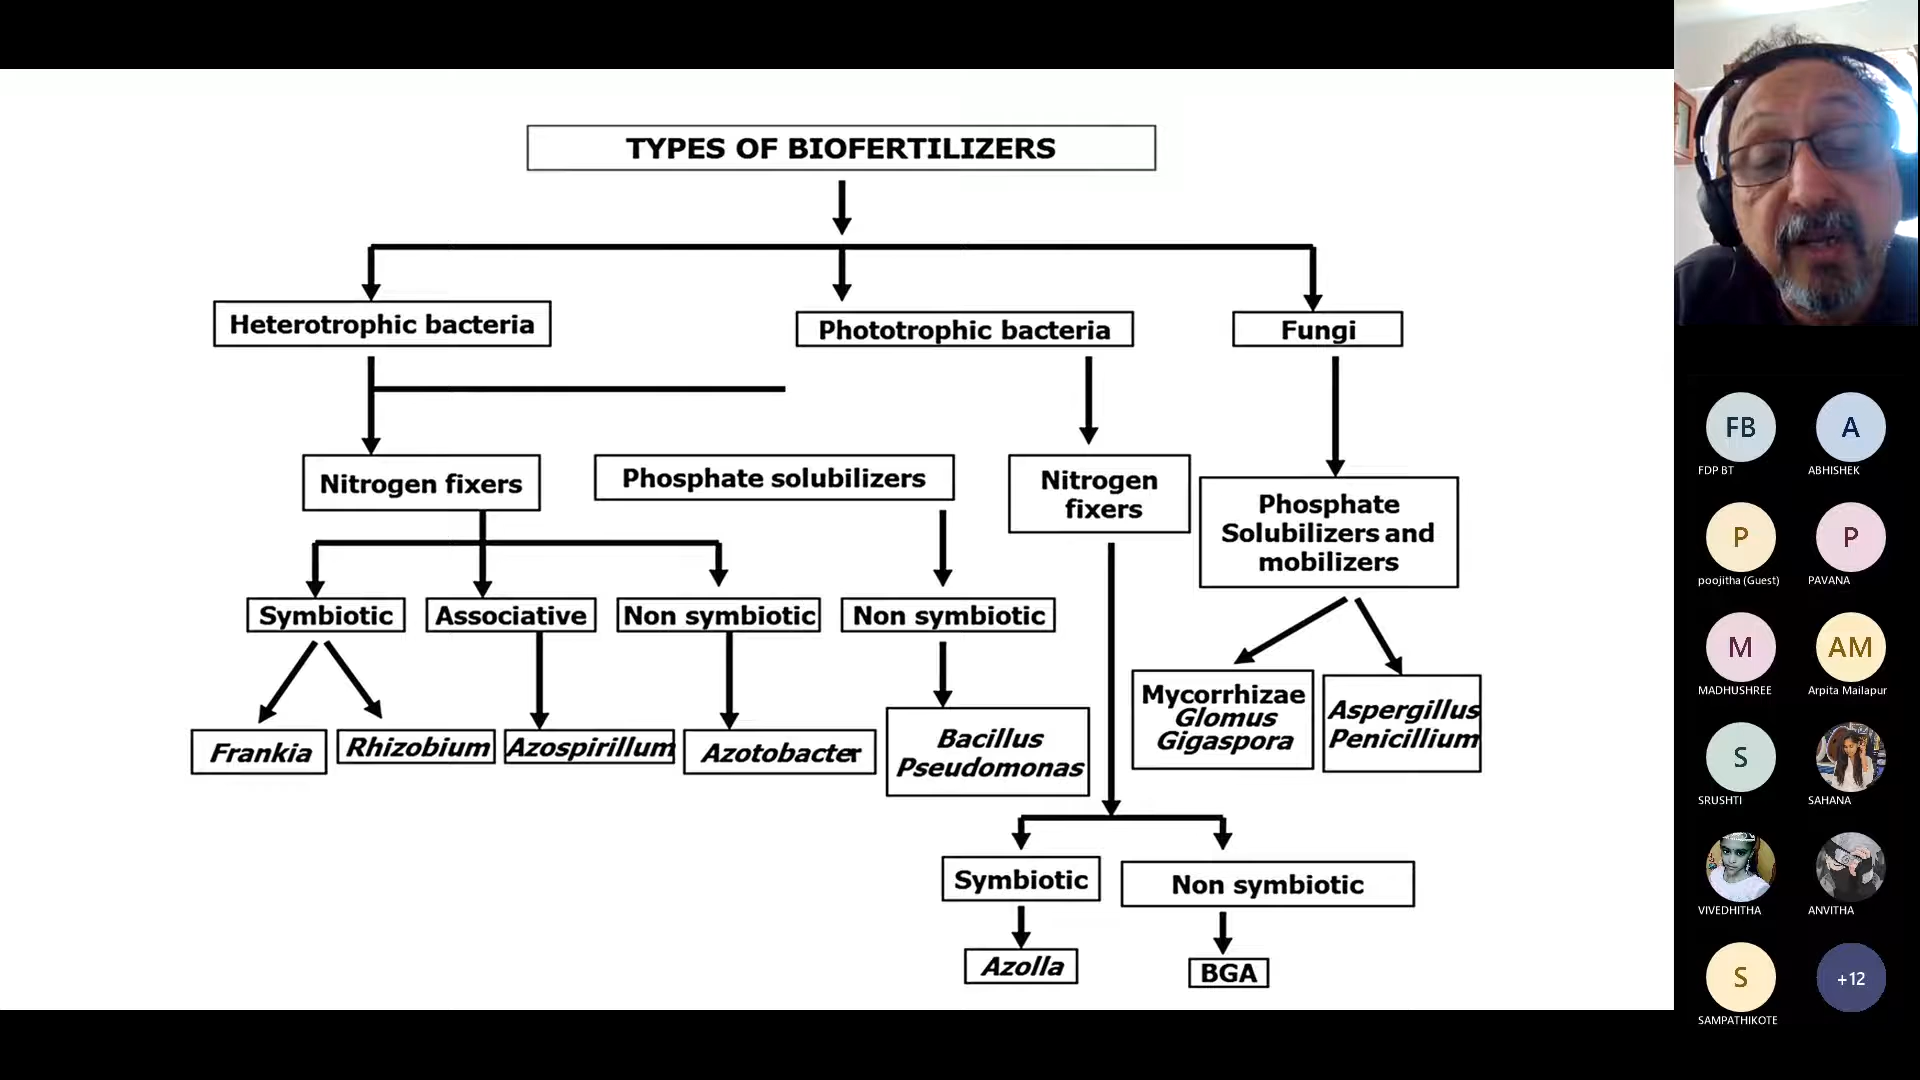 TYPES OF BIOFERTILIZERS
Heterotrophic bacteria
Phototrophic bacteria
Fungi
Nitrogen fixers
Phosphate solubilizers
Nitrogen
fixers
Phosphate
Solubilizers and
mobilizers
Symbiotic
Associative
Non symbiotic
Non symbiotic
Frankia
Rhizobium
Azospirillum
Azotobacter
Bacillus
Pseudomonas
Mycorrhizae
Glomus
Gigaspora
Aspergillus
Penicillium
Symbiotic
Non symbiotic
Azolla
BGA
FB
FDP BT
A
ABHISHEK
P
poojitha (Guest)
P
PAVANA
M
MADHUSHREE
AM
Arpita Mailapur
S
SRUSHTI
SAHANA
VIVEDHITHA
ANVITHA
S
SAMPATHIKOTE
+12